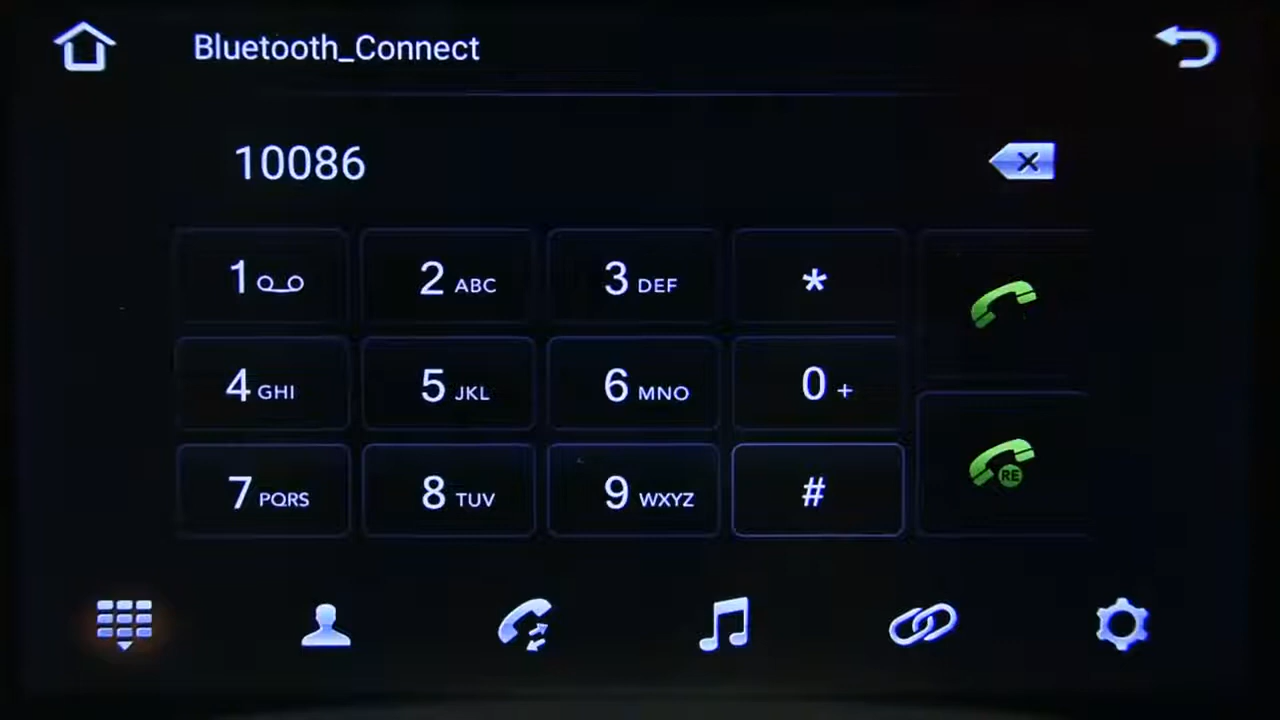 Bluetooth_Connect
10086
1 2 ABC 3 DEF *
4 GHI 5 JKL 6 MNO 0 +
7 PQRS 8 TUV 9 WXYZ #
RE